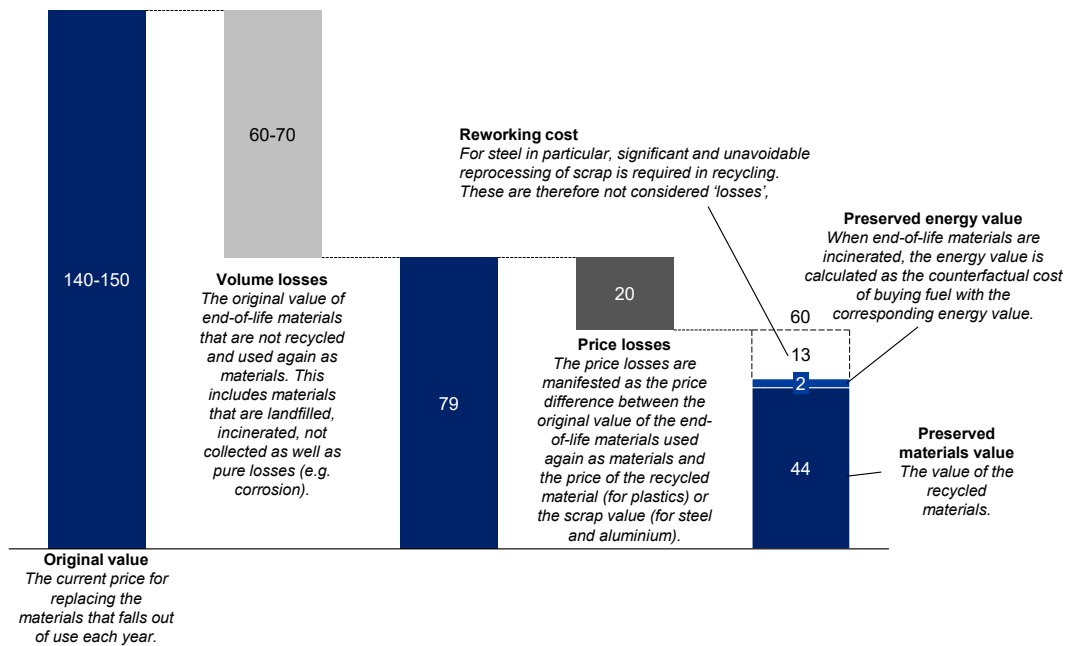 140-150
Original value
The current price for
replacing the
materials that falls out
of use each year.
60-70
Volume losses
The original value of
end-of-life materials
that are not recycled
and used again as
materials. This
includes materials
that are landfilled,
incinerated, not
collected as well as
pure losses (e.g.
corrosion).
79
20
Price losses
The price losses are
manifested as the price
difference between the
original value of the end-
of-life materials used
again as materials and
the price of the recycled
material (for plastics) or
the scrap value (for steel
and aluminium).
Reworking cost
For steel in particular, significant and unavoidable
reprocessing of scrap is required in recycling.
These are therefore not considered ‘losses’,
60
13
2
44
Preserved energy value
When end-of-life materials are
incinerated, the energy value is
calculated as the counterfactual cost
of buying fuel with the
corresponding energy value.
Preserved
materials value
The value of the
recycled
materials.